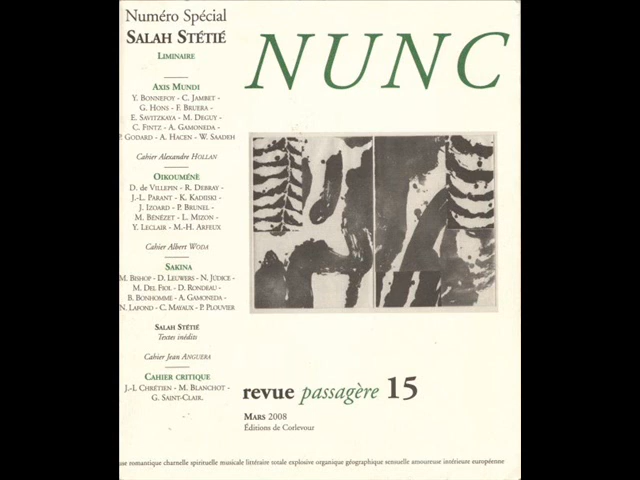 Numéro Spécial
SALAH STÉTIÉ
LIMINAIRE
AXIS MUNDI
Y. BONNEFOY - C. JAMBET -
G. HONS - F. BRUERA -
E. SAVITZKAYA - M. DEGUY -
C. FINTZ - A. GAMONEDA -
P. GODARD - A. HACEN - W. SAADEH
Cahier Alexandre HOLLAN
OIKOUMÉNÈ
D. de VILLEPIN - R. DEBRAY -
J.-L. PARANT - K. KADIISKI -
J. IZOARD - P. BRUNEL -
M. BÉNÉZET - L. MIZON -
Y. LECLAIR - M.-H. ARFEUX
Cahier Albert WODA
SAKINA
M. BISHOP - D. LEUWERS - N. JÚDICE -
M. DEL FIOL - D. RONDEAU -
B. BONHOMME - A. GAMONEDA -
N. LAFOND - C. MAYAUX - P. PLOUVIER
SALAH STÉTIÉ
Textes inédits
Cahier Jean ANGUERA
CAHIER CRITIQUE
J.-L CHRÉTIEN - M. BLANCHOT -
G. SAINT-CLAIR.
NUNC
revue passagère 15
MARS 2008
Éditions de Corlevour
romantique charnelle spirituelle musicale littéraire totale explosive organique géographique sensuelle amoureuse intérieure européenne